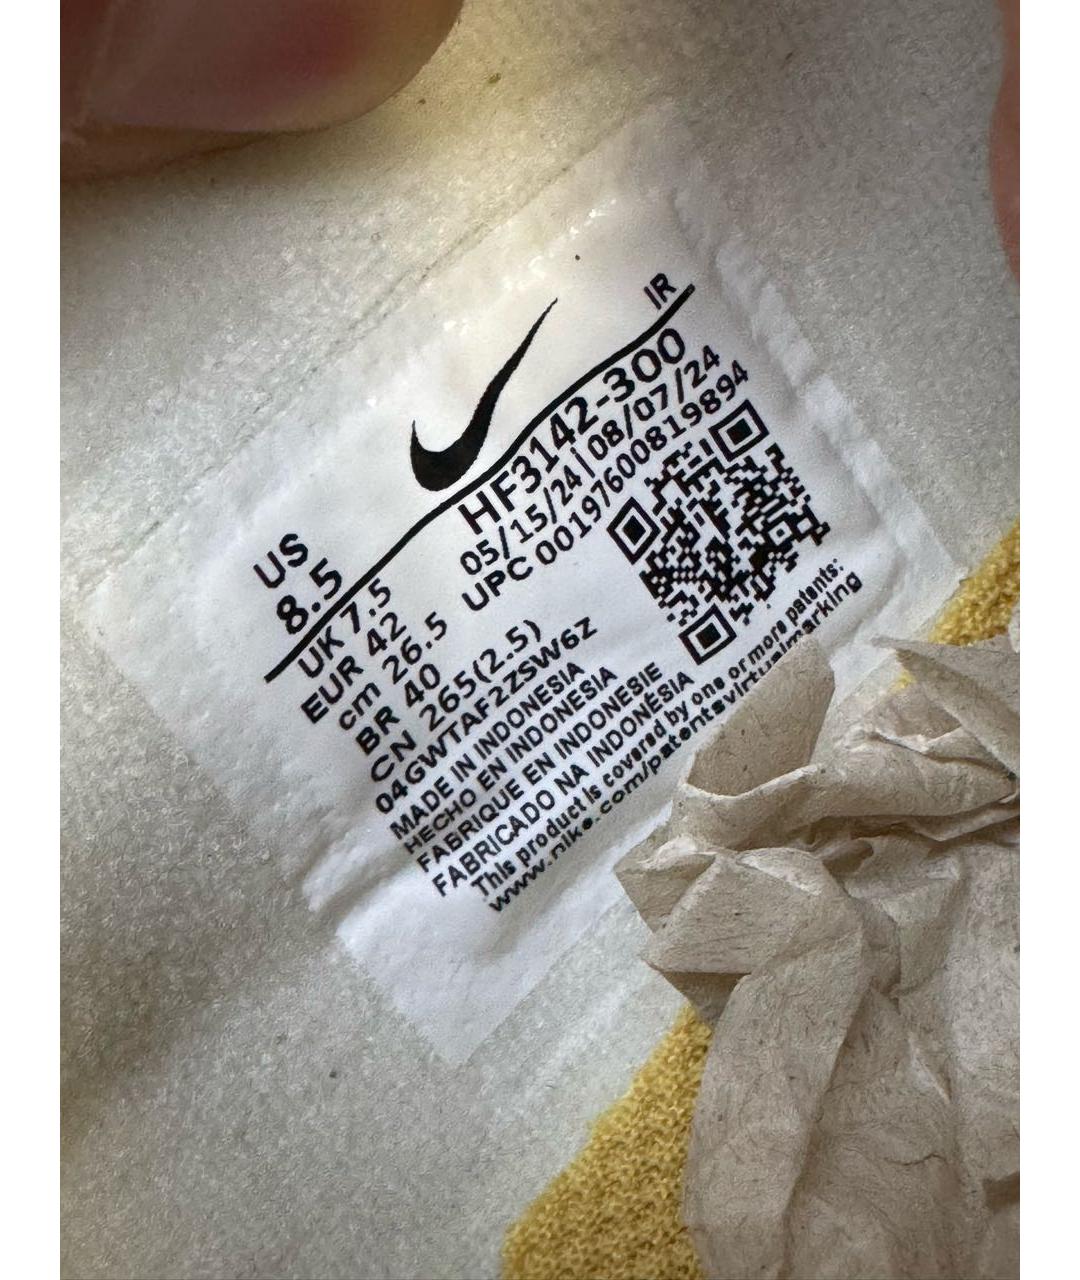 IR
US
8.5
HF3142-300
05/15/24|08/07/24
UPC 00197600819894
UK 7.5
EUR 42
cm 26.5
BR 40
CN 265(2.5)
04GWTAF2ZSW6Z
MADE IN INDONESIA
HECHO EN INDONESIA
FABRIQUE EN INDONESIE
FABRICADO NA INDONÉSIA
This product is covered by one or more patents:
www.nike.com/patentsvirtualmarking